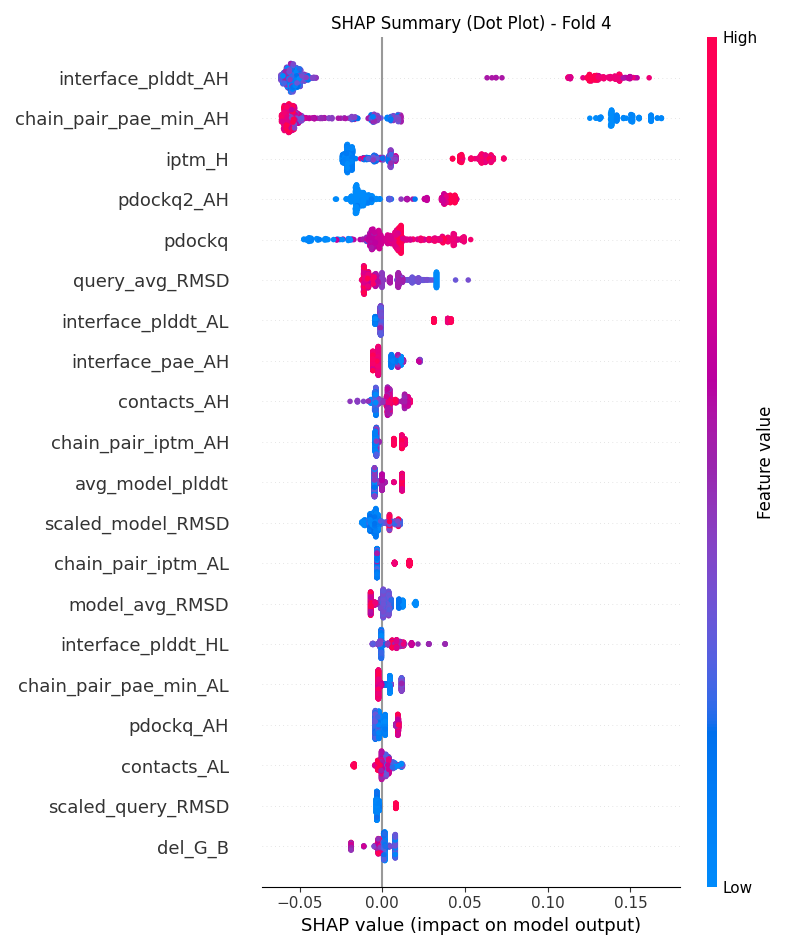 SHAP Summary (Dot Plot) - Fold 4
High
interface_plddt_AH
chain_pair_pae_min_AH
iptm_H
pdockq2_AH
pdockq
query_avg_RMSD
interface_plddt_AL
interface_pae_AH
contacts_AH
chain_pair_iptm_AH
avg_model_plddt
scaled_model_RMSD
chain_pair_iptm_AL
model_avg_RMSD
interface_plddt_HL
chain_pair_pae_min_AL
pdockq_AH
contacts_AL
scaled_query_RMSD
del_G_B
Feature value
Low
−0.05 0.00 0.05 0.10 0.15
SHAP value (impact on model output)